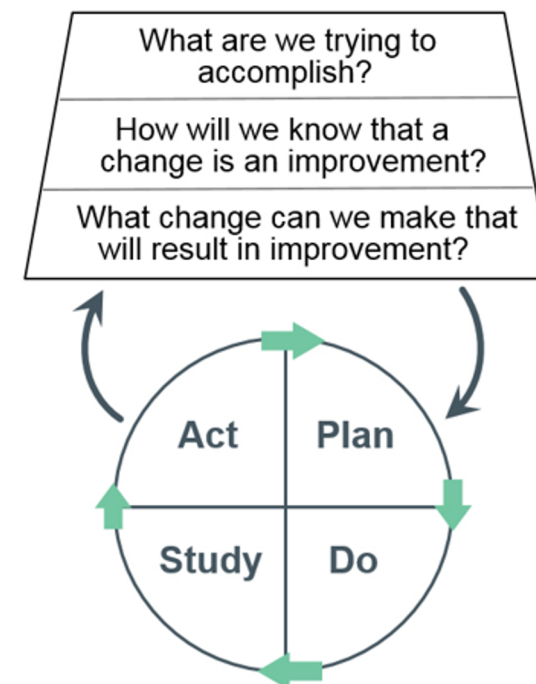 What are we trying to
accomplish?
How will we know that a
change is an improvement?
What change can we make that
will result in improvement?
Act
Plan
Study
Do